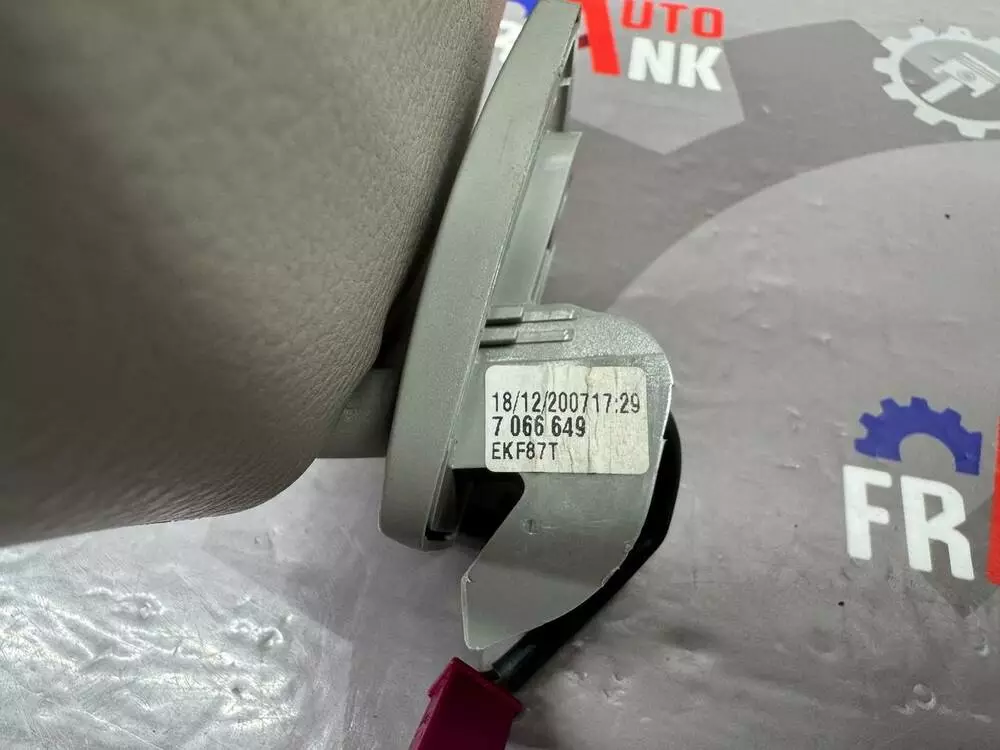 AUTO
NK
18/12/200717:29
7 066 649
EKF87T
FR